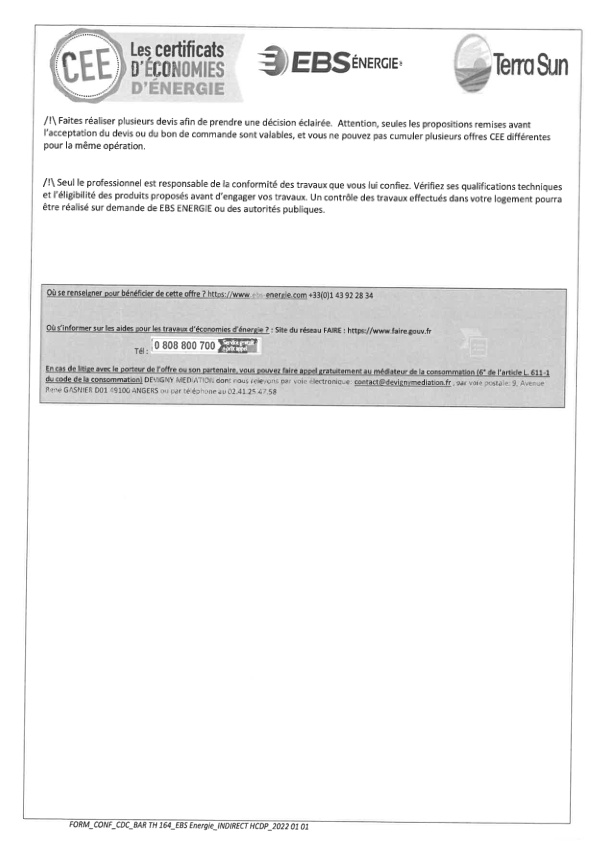 CEE
Les certificats
D'ÉCONOMIES
D'ÉNERGIE
EBS ÉNERGIE
Terra Sun
/!\ Faites réaliser plusieurs devis afin de prendre une décision éclairée. Attention, seules les propositions remises avant
l'acceptation du devis ou du bon de commande sont valables, et vous ne pouvez pas cumuler plusieurs offres CEE différentes
pour la même opération.
/!\ Seul le professionnel est responsable de la conformité des travaux que vous lui confiez. Vérifiez ses qualifications techniques
et l'éligibilité des produits proposés avant d'engager vos travaux. Un contrôle des travaux effectués dans votre logement pourra
être réalisé sur demande de EBS ENERGIE ou des autorités publiques.
Où se renseigner pour bénéficier de cette offre ? https://www.ebs-energie.com +33(0)1 43 92 28 34
Où s'informer sur les aides pour les travaux d'économies d'énergie ? : Site du réseau FAIRE : https://www.faire.gouv.fr
Tél : 0 808 800 700 Service gratuit + prix appel
En cas de litige avec le porteur de l'offre ou son partenaire, vous pouvez faire appel gratuitement au médiateur de la consommation (6° de l'article L. 611-1
du code de la consommation) DEVIGNY MEDIATION dont nous relevons par voie électronique: contact@devignymediation.fr , par voie postale: 9, Avenue
René GASNIER D01 49100 ANGERS ou par téléphone au 02.41.25.47.58
FORM_CONF_CDC_BAR TH 164_EBS Energie_INDIRECT HCDP_2022 01 01